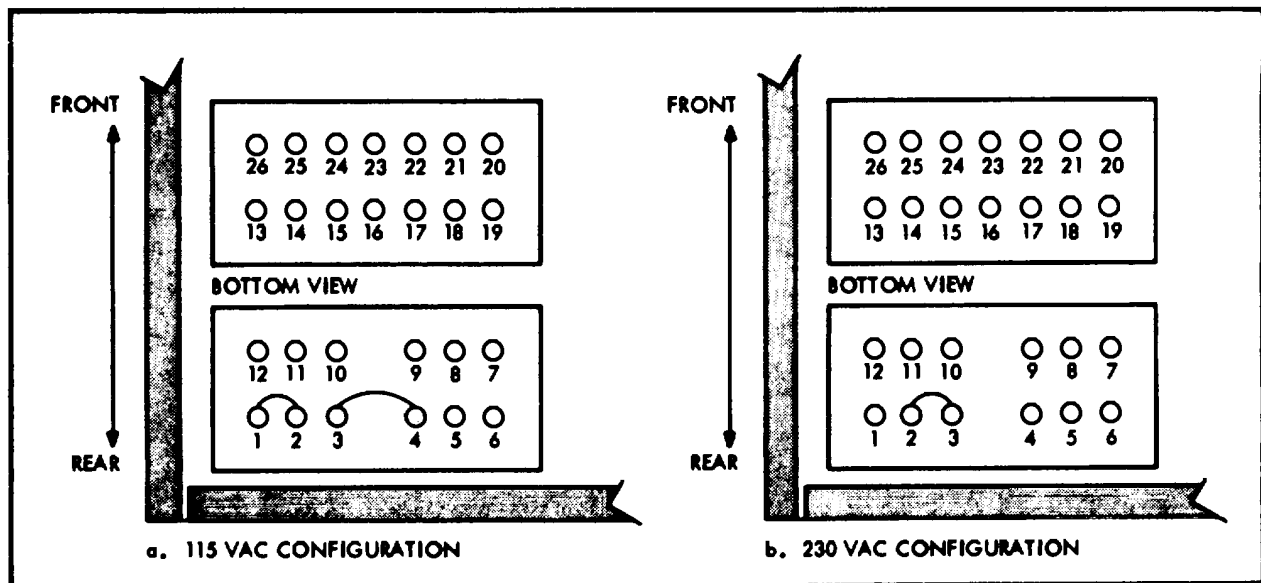 FRONT
26 25 24 23 22 21 20
13 14 15 16 17 18 19
BOTTOM VIEW
12 11 10 9 8 7
1 2 3 4 5 6
REAR
a. 115 VAC CONFIGURATION
FRONT
26 25 24 23 22 21 20
13 14 15 16 17 18 19
BOTTOM VIEW
12 11 10 9 8 7
1 2 3 4 5 6
REAR
b. 230 VAC CONFIGURATION